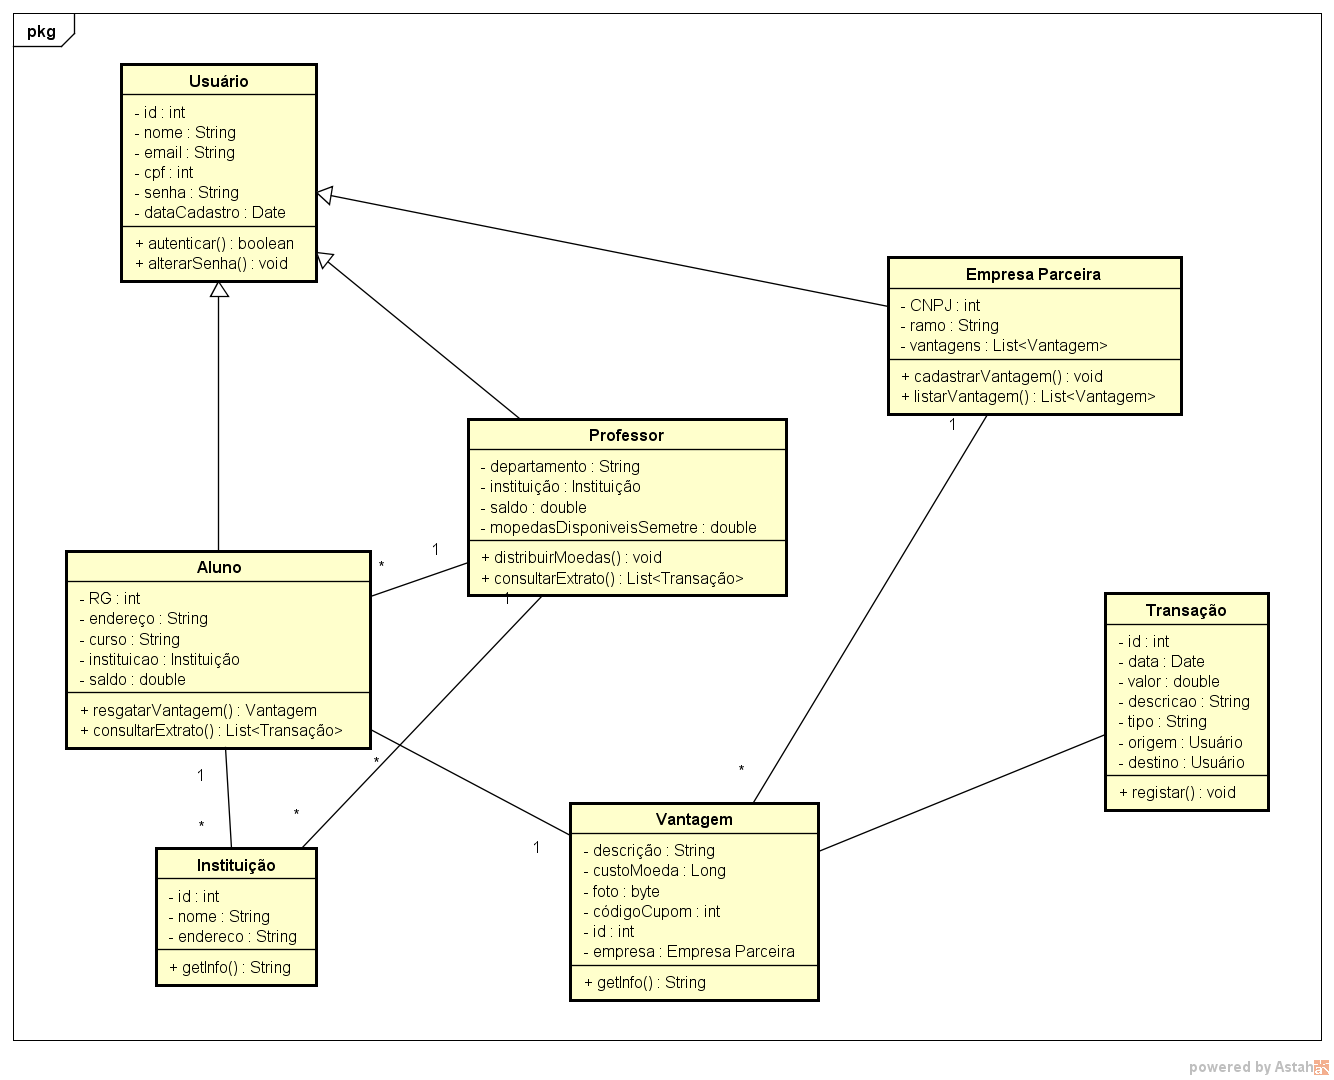 pkg
Usuário
- id : int
- nome : String
- email : String
- cpf : int
- senha : String
- dataCadastro : Date
+ autenticar() : boolean
+ alterarSenha() : void
Empresa Parceira
- CNPJ : int
- ramo : String
- vantagens : List<Vantagem>
+ cadastrarVantagem() : void
+ listarVantagem() : List<Vantagem>
1
Professor
- departamento : String
- instituição : Instituição
- saldo : double
- mopedasDisponiveisSemetre : double
+ distribuirMoedas() : void
+ consultarExtrato() : List<Transação>
1
*
1
Aluno
- RG : int
- endereço : String
- curso : String
- instituicao : Instituição
- saldo : double
+ resgatarVantagem() : Vantagem
+ consultarExtrato() : List<Transação>
Transação
- id : int
- data : Date
- valor : double
- descricao : String
- tipo : String
- origem : Usuário
- destino : Usuário
+ registar() : void
1
*
*
*
*
1
Instituição
- id : int
- nome : String
- endereco : String
+ getInfo() : String
Vantagem
- descrição : String
- custoMoeda : Long
- foto : byte
- códigoCupom : int
- id : int
- empresa : Empresa Parceira
+ getInfo() : String
powered by Astah